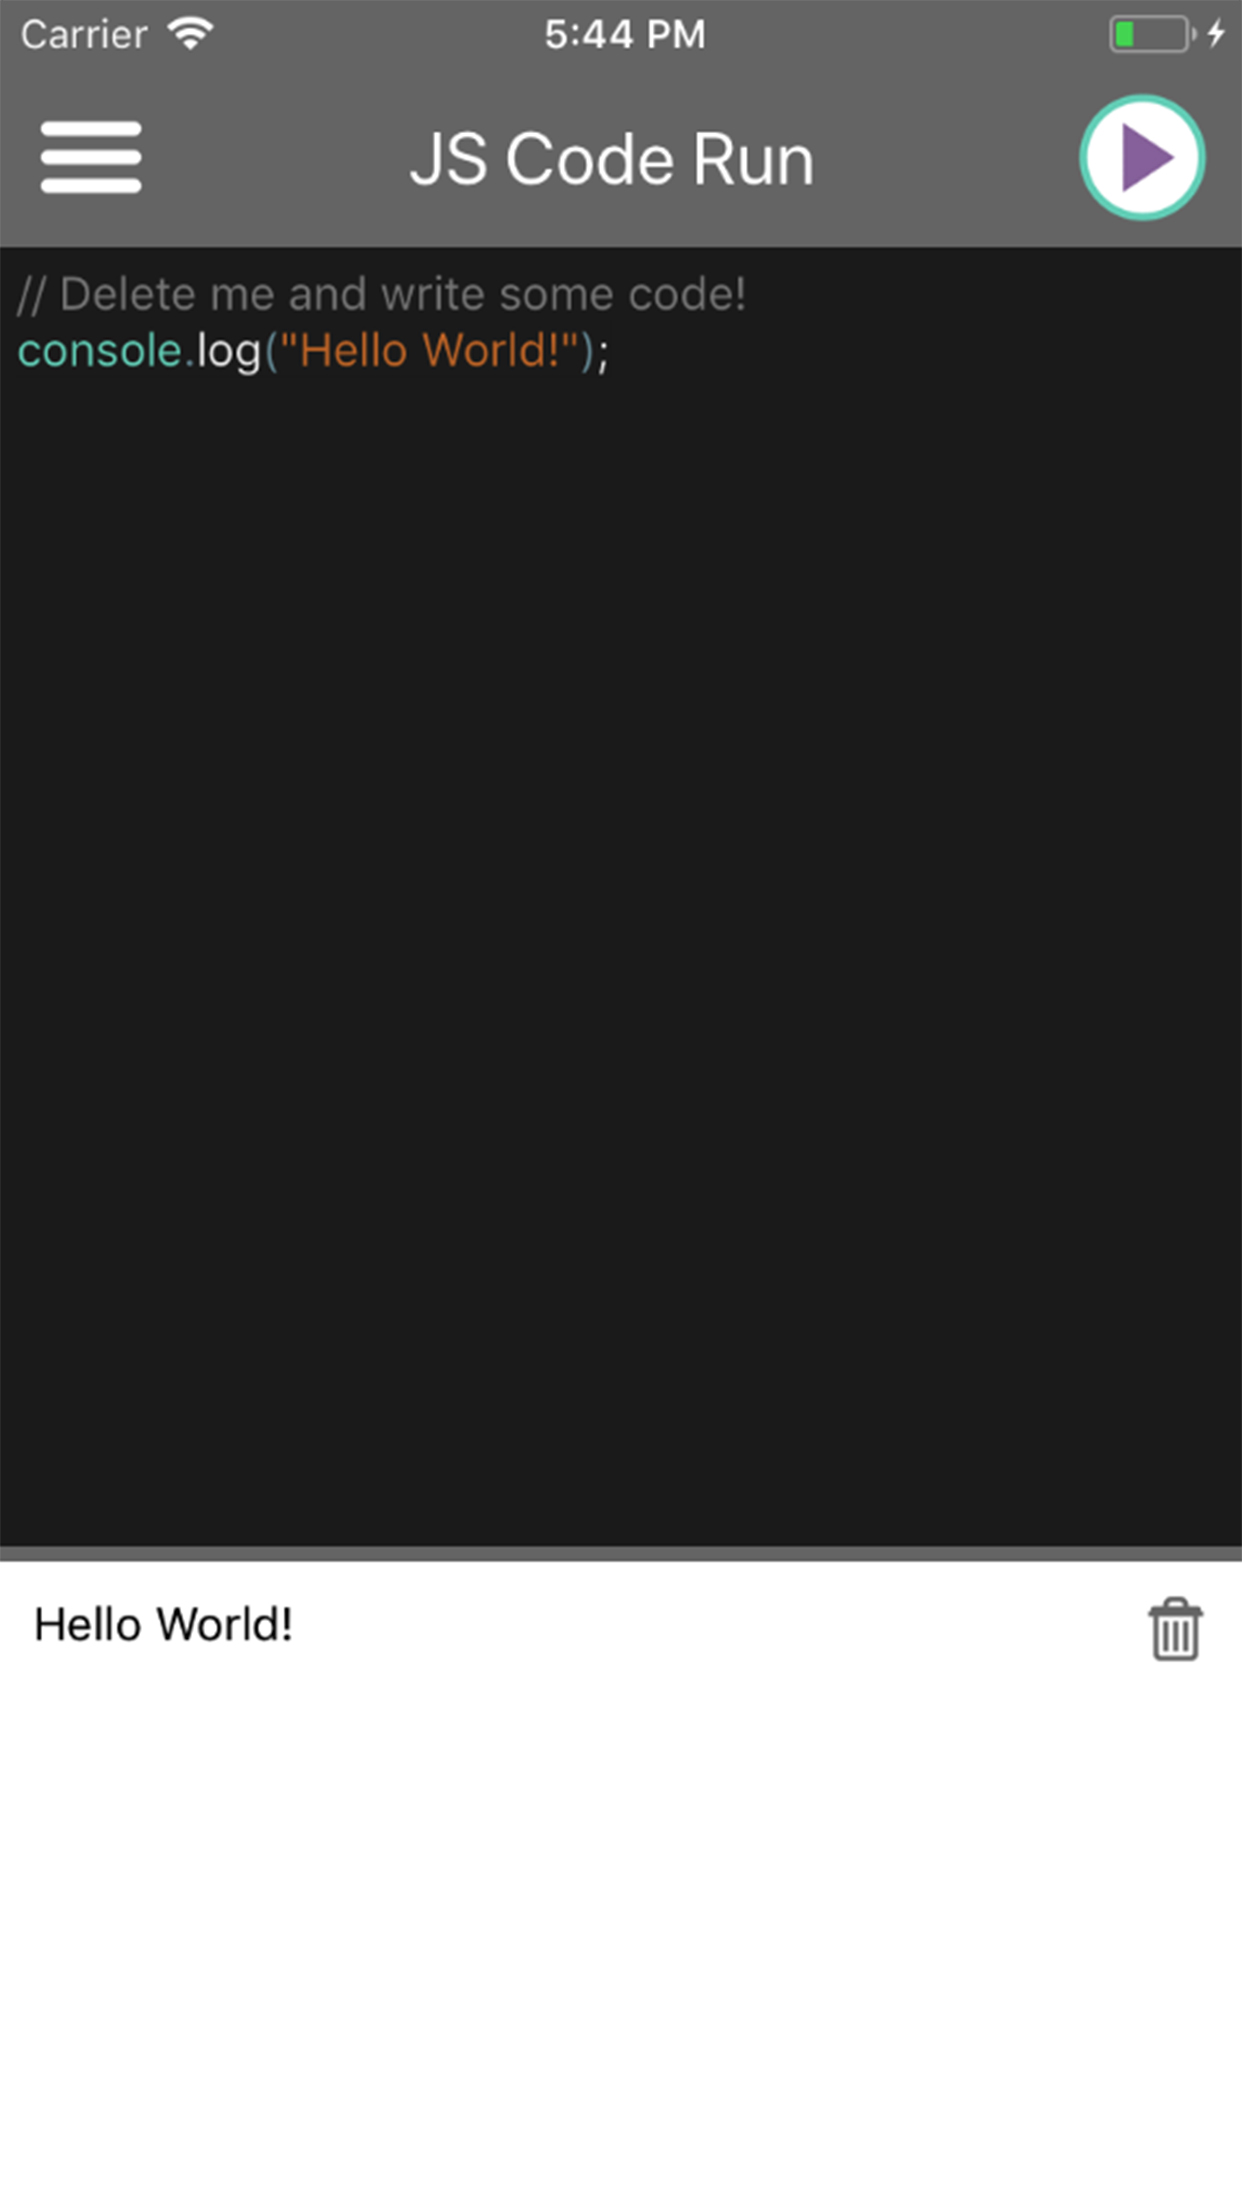 Carrier 5:44 PM
JS Code Run
// Delete me and write some code!
console.log("Hello World!");
Hello World!